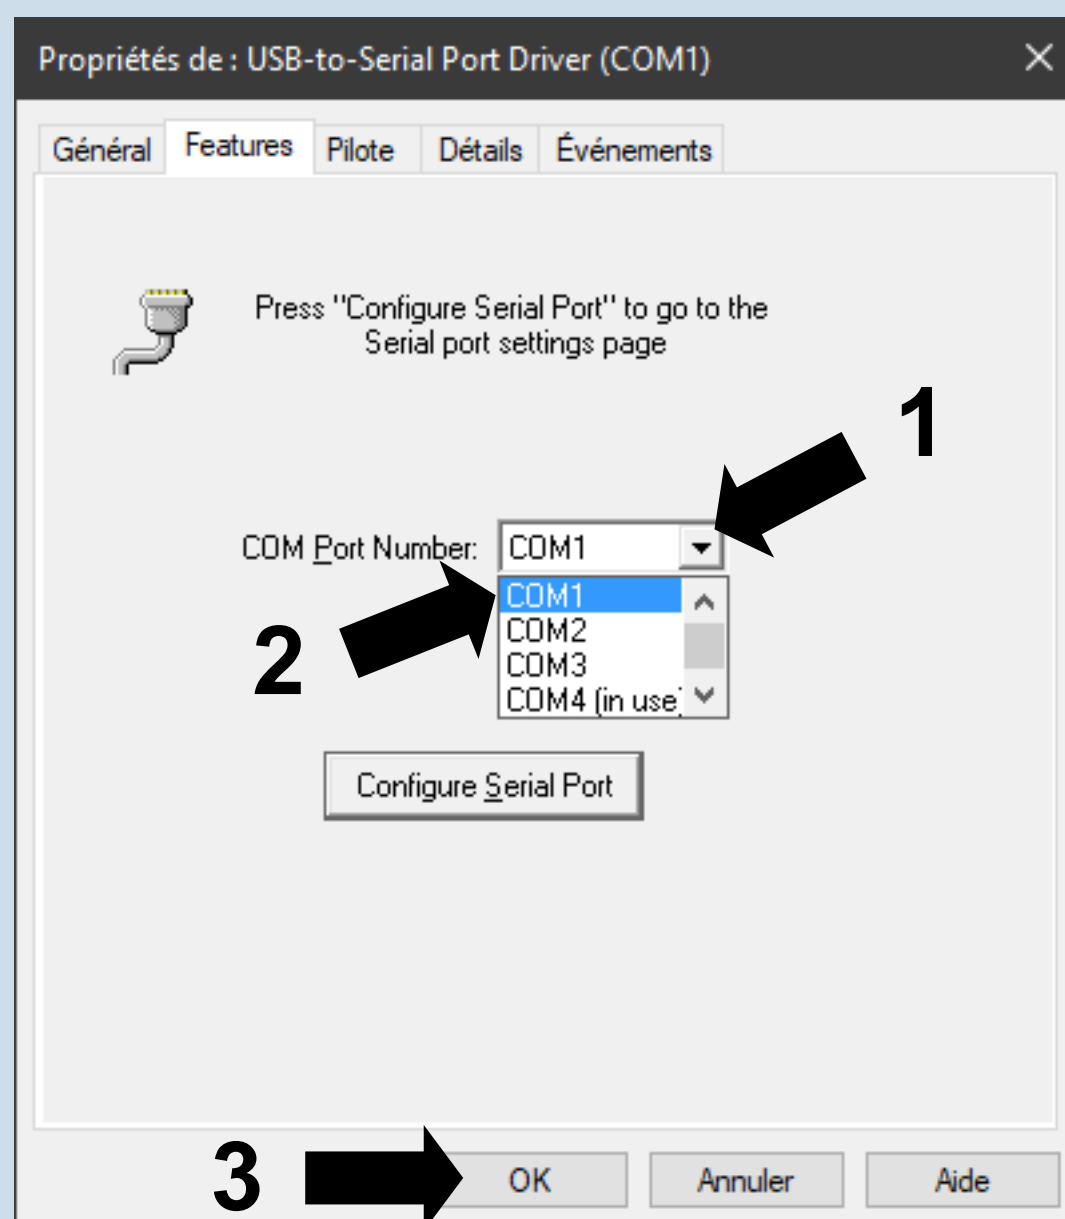 Propriétés de : USB-to-Serial Port Driver (COM1)
Général Features Pilote Détails Événements
Press "Configure Serial Port" to go to the
Serial port settings page
1
COM Port Number: COM1
COM1
COM2
2
COM3
COM4 (in use)
Configure Serial Port
3
OK Annuler Aide